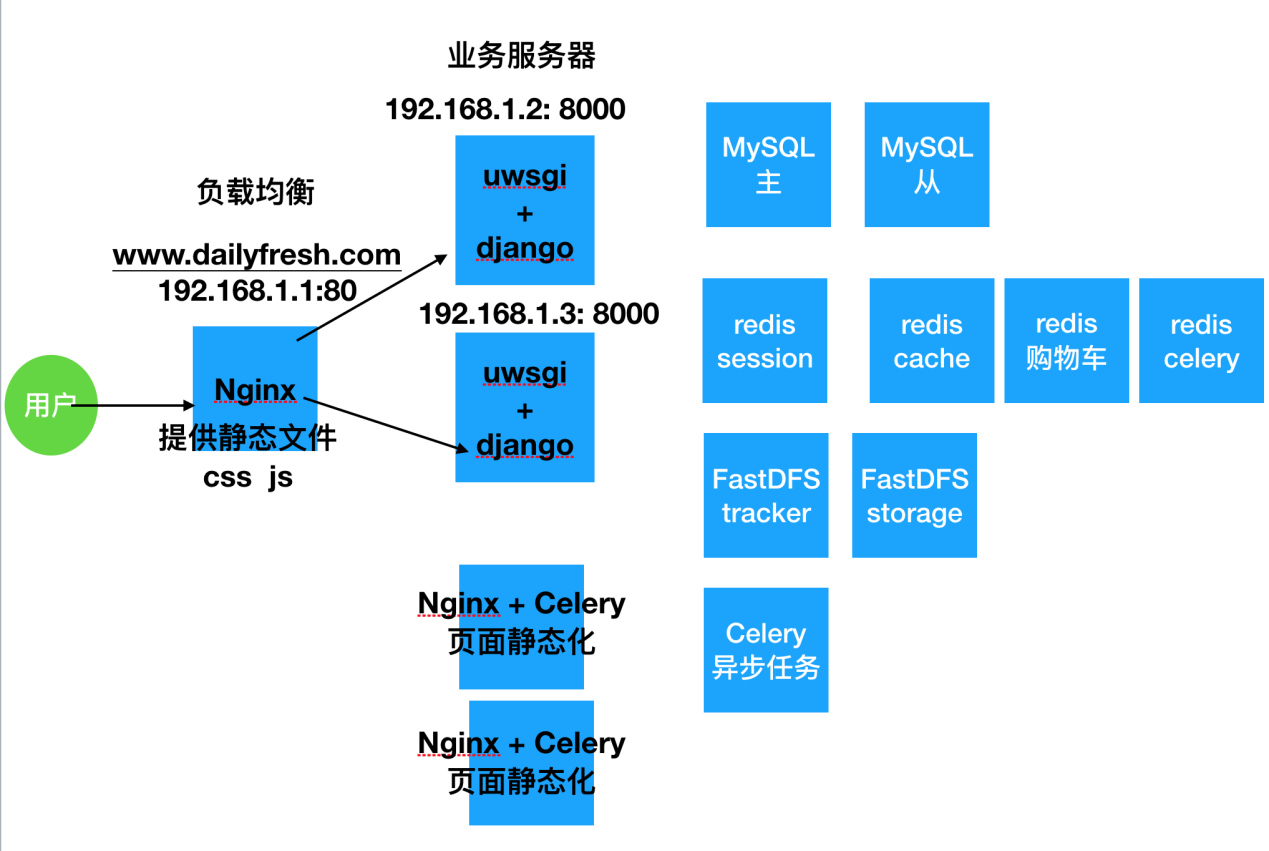 业务服务器
192.168.1.2: 8000
uwsgi
+
django
负载均衡
www.dailyfresh.com
192.168.1.1:80
192.168.1.3: 8000
uwsgi
+
django
用户
Nginx
提供静态文件
css js
Nginx + Celery
页面静态化
Nginx + Celery
页面静态化
MySQL
主
MySQL
从
redis
session
redis
cache
redis
购物车
redis
celery
FastDFS
tracker
FastDFS
storage
Celery
异步任务